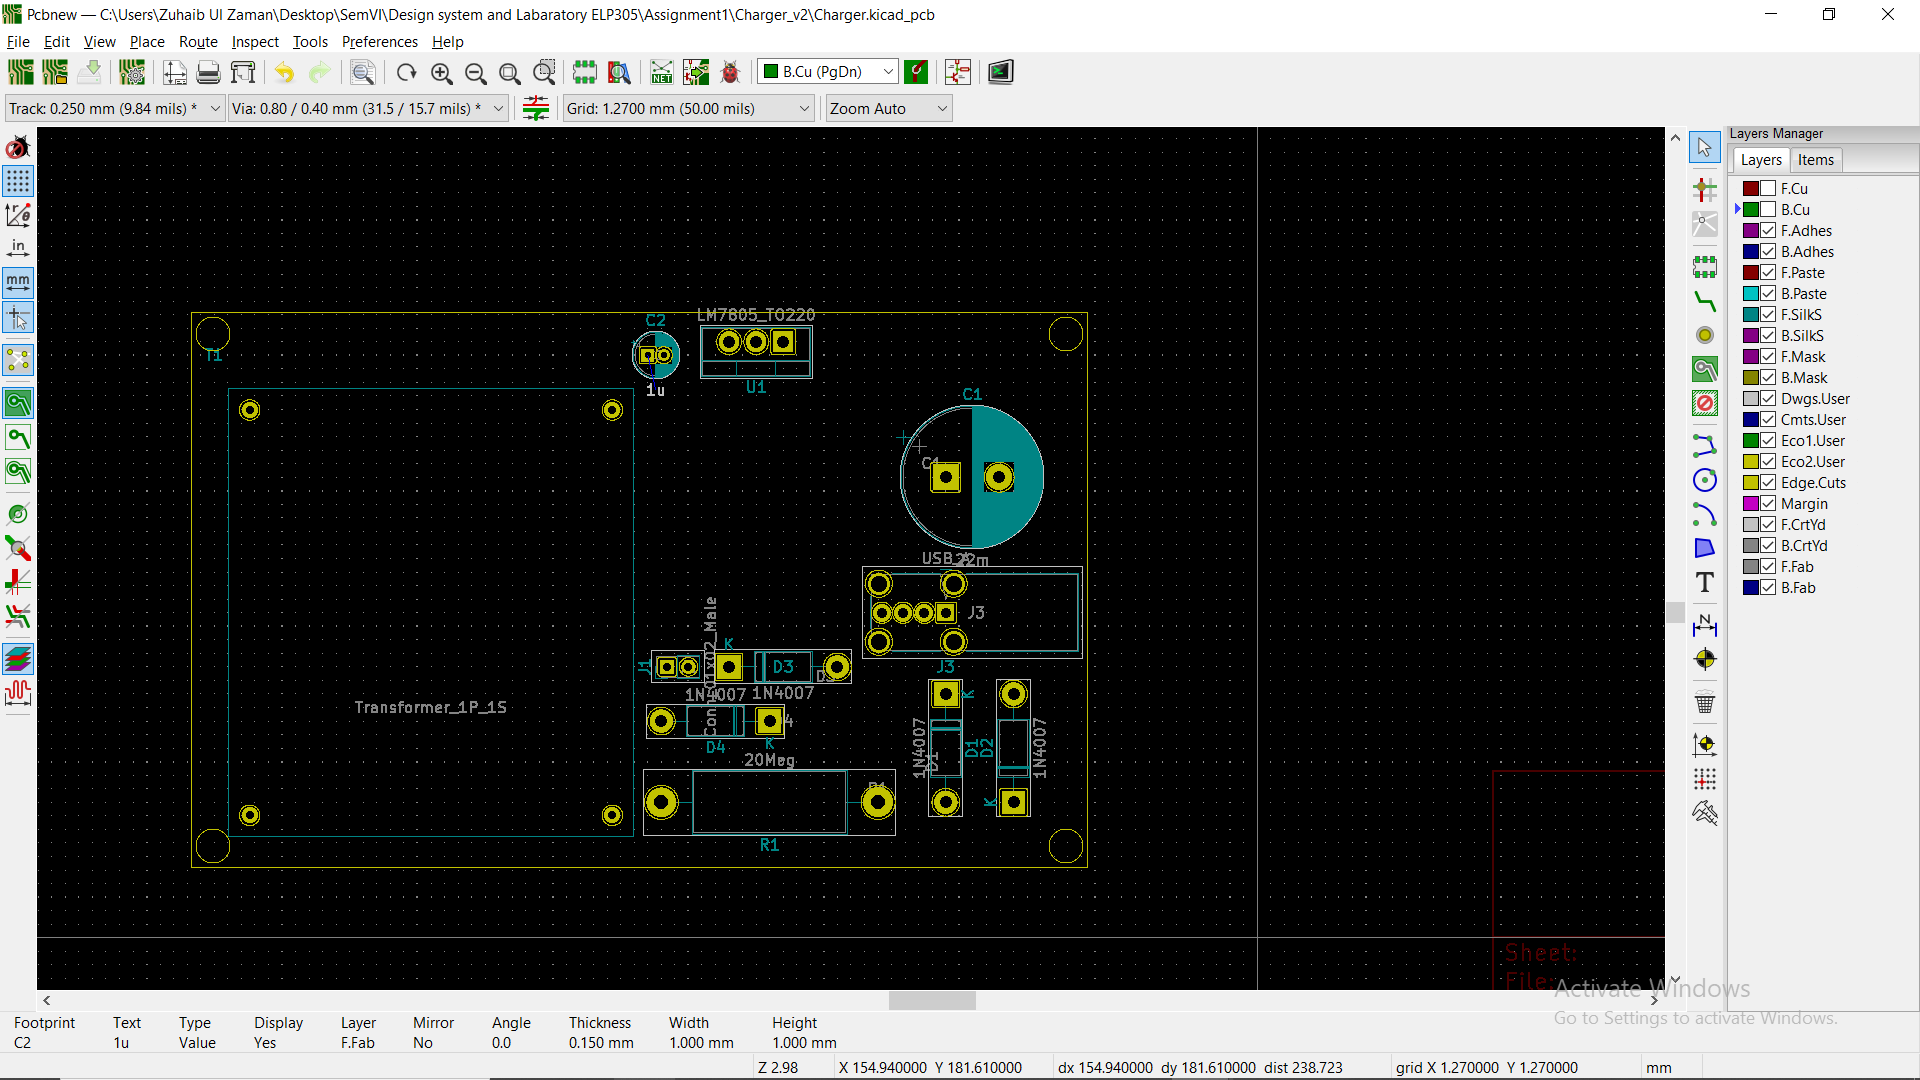 Pcbnew — C:\Users\Zuhaib Ul Zaman\Desktop\SemVI\Design system and Labaratory ELP305\Assignment1\Charger_v2\Charger.kicad_pcb
File Edit View Place Route Inspect Tools Preferences Help
NET
B.Cu (PgDn)
Track: 0.250 mm (9.84 mils) *
Via: 0.80 / 0.40 mm (31.5 / 15.7 mils) *
Grid: 1.2700 mm (50.00 mils)
Zoom Auto
in
mm
Layers Manager
Layers Items
F.Cu
B.Cu
F.Adhes
B.Adhes
F.Paste
B.Paste
F.SilkS
B.SilkS
F.Mask
B.Mask
Dwgs.User
Cmts.User
Eco1.User
Eco2.User
Edge.Cuts
Margin
F.CrtYd
B.CrtYd
F.Fab
B.Fab
T1
C2
1u
LM7805_TO220
U1
C1
C1
22m
USB_A
J3
J3
J1
Conn_01x02_Male
K
D3
D3
1N4007
1N4007
D4
K
20Meg
R1
R1
Transformer_1P_1S
1N4007
D1
D1
K
D2
1N4007
K
Sheet:
File:
Activate Windows
Go to Settings to activate Windows.
Footprint Text Type Display Layer Mirror Angle Thickness Width Height
C2 1u Value Yes F.Fab No 0.0 0.150 mm 1.000 mm 1.000 mm
Z 2.98 X 154.940000 Y 181.610000 dx 154.940000 dy 181.610000 dist 238.723 grid X 1.270000 Y 1.270000 mm